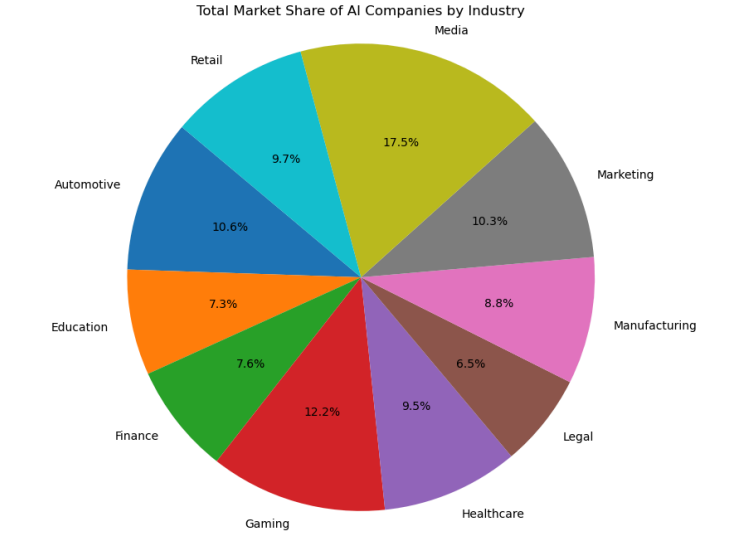 Total Market Share of AI Companies by Industry
Media
Retail
17.5%
9.7%
Marketing
Automotive
10.3%
10.6%
8.8%
7.3%
Manufacturing
Education
7.6%
6.5%
9.5%
12.2%
Finance
Legal
Healthcare
Gaming